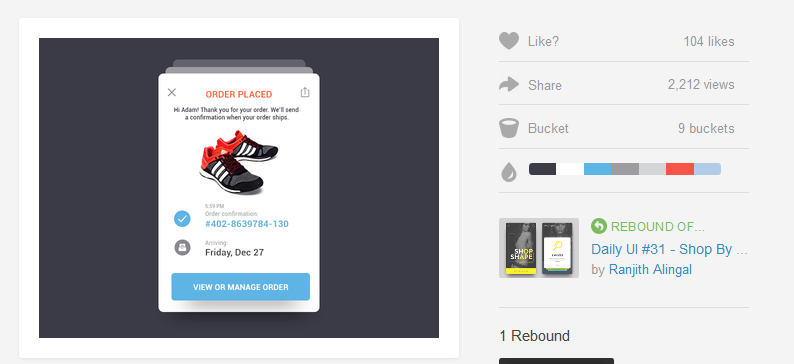 ORDER PLACED
Hi Adam! Thank you for your order. We'll send
a confirmation when your order ships.
5:59 PM
Order confirmation:
#402-8639784-130
Arriving:
Friday, Dec 27
VIEW OR MANAGE ORDER
Like?
104 likes
Share
2,212 views
Bucket
9 buckets
SHOP
SHAPE
REBOUND OF...
Daily UI #31 - Shop By ...
by Ranjith Alingal
1 Rebound